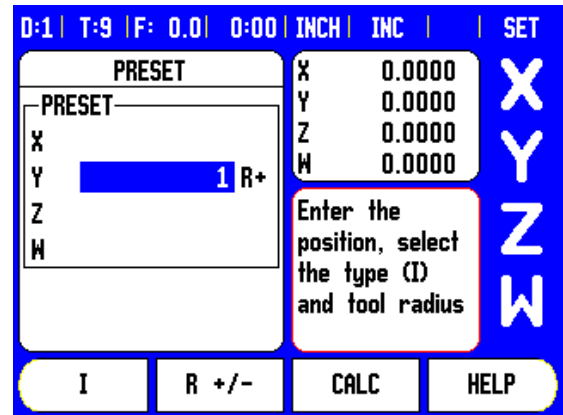 D:1 | T:9 | F: 0.0 | 0:00 | INCH | INC | | SET
PRESET
PRESET
X
Y 1 R+
Z
W
X 0.0000
Y 0.0000
Z 0.0000
W 0.0000
Enter the
position, select
the type (I)
and tool radius
X
Y
Z
W
I
R +/-
CALC
HELP